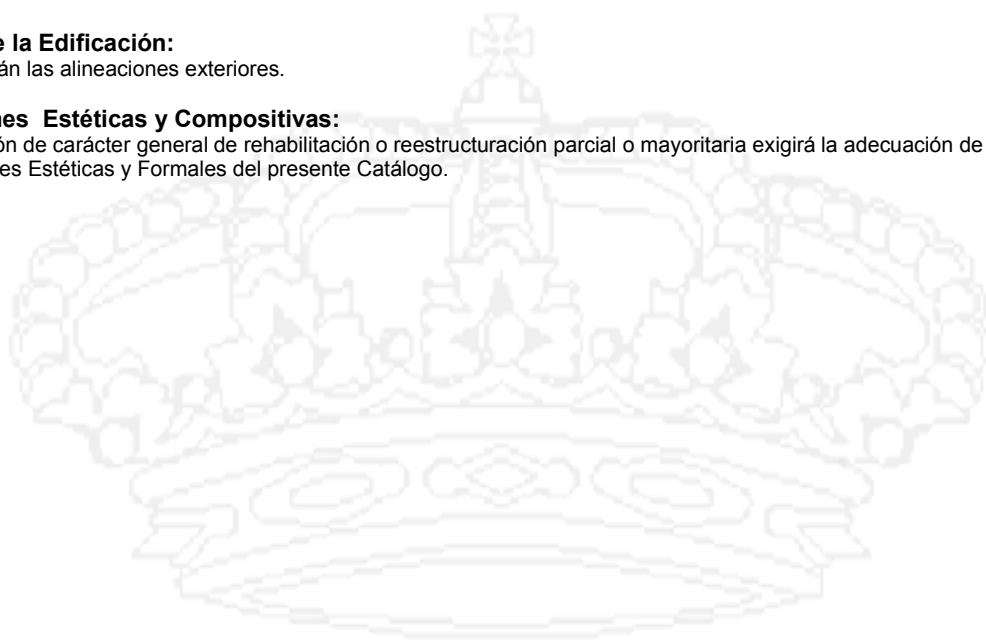 e la Edificación:
án las alineaciones exteriores.
nes Estéticas y Compositivas:
ón de carácter general de rehabilitación o reestructuración parcial o mayoritaria exigirá la adecuación de
es Estéticas y Formales del presente Catálogo.